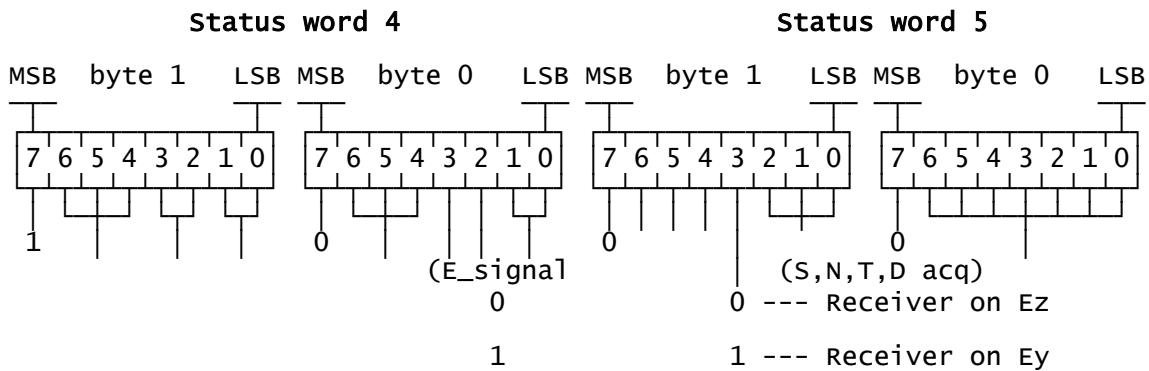 Status word 4 Status word 5
MSB byte 1 LSB MSB byte 0 LSB MSB byte 1 LSB MSB byte 0 LSB
7 6 5 4 3 2 1 0 7 6 5 4 3 2 1 0 7 6 5 4 3 2 1 0 7 6 5 4 3 2 1 0
1 0 0 0
(E_signal (S,N,T,D acq)
0 0 --- Receiver on Ez
1 1 --- Receiver on Ey